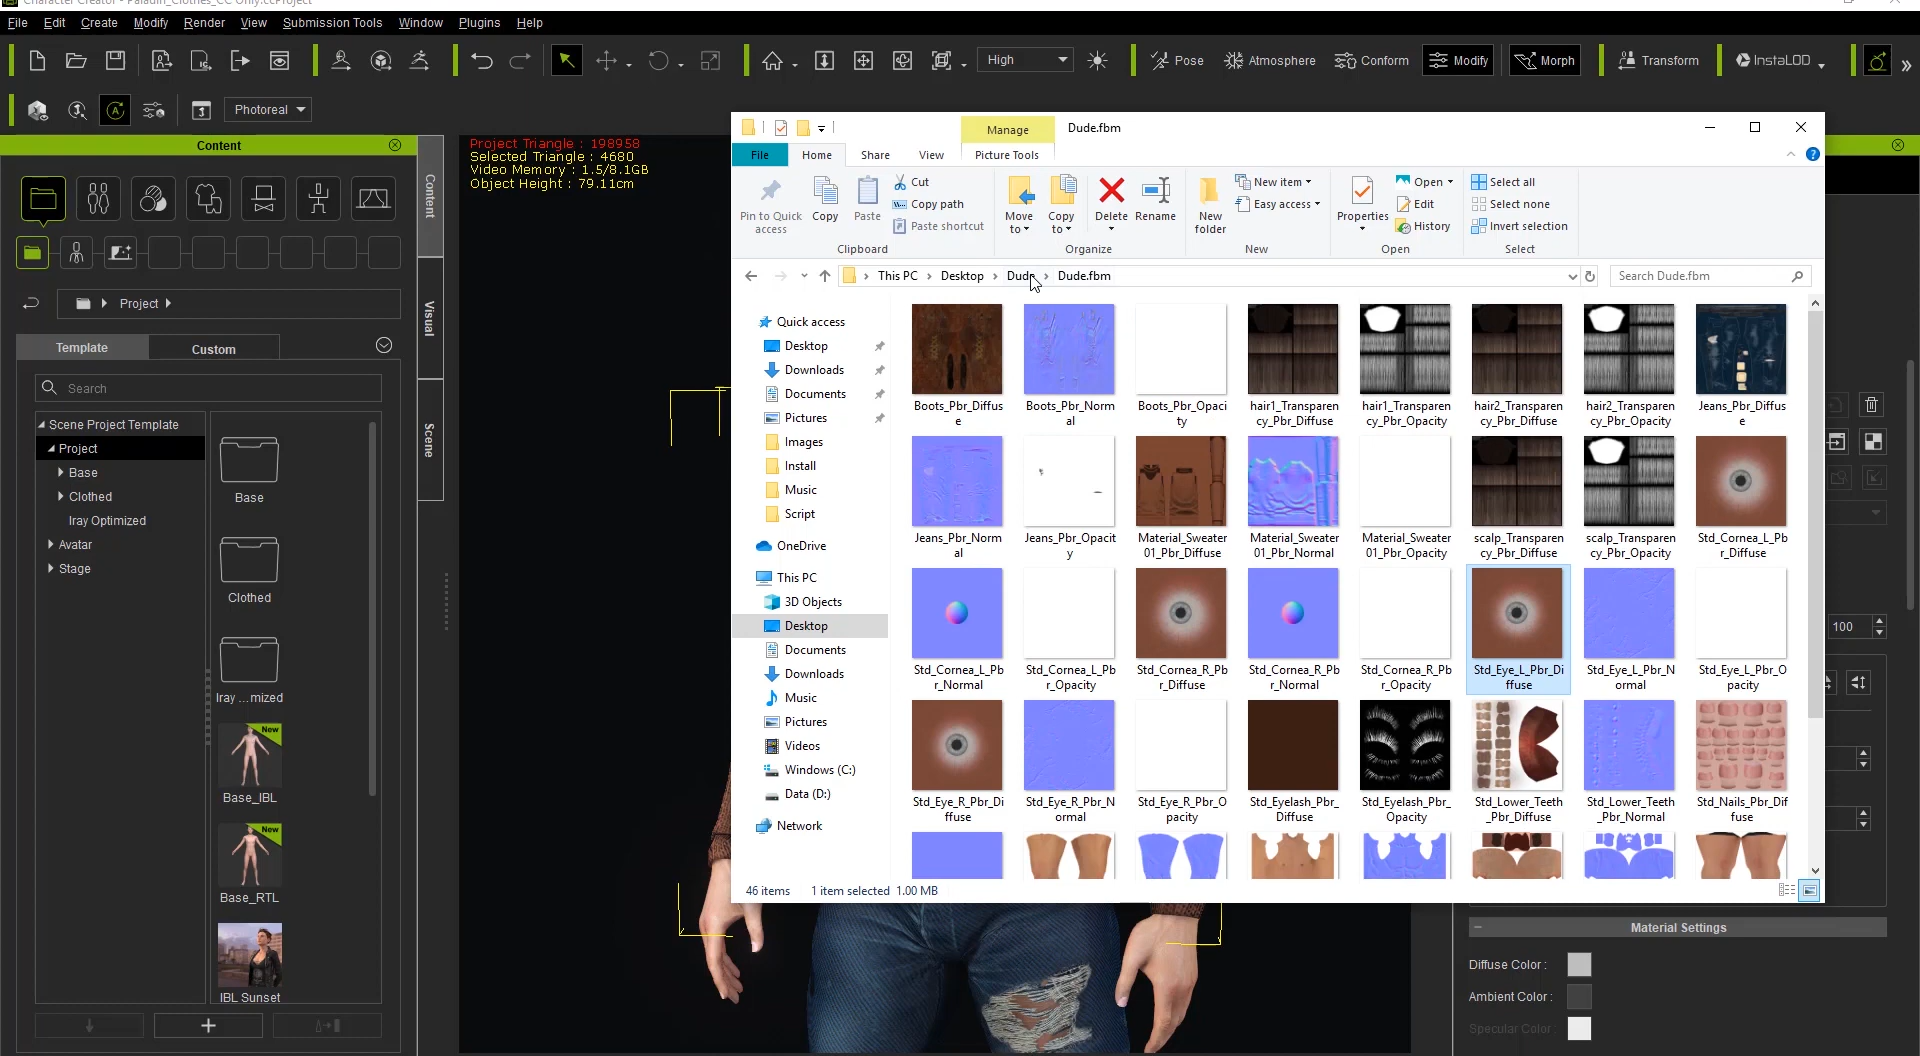 Character Creator - Paladin_Clothes_CC Only.ccProject
File Edit Create Modify Render View Submission Tools Window Plugins Help
High Pose Atmosphere Conform Modify Morph Transform InstaLOD
Photoreal
Content
Project
Template Custom
Search
Scene Project Template
Project
Base
Clothed
Iray Optimized
Avatar
Stage
Base
Clothed
Iray ...mized
New
Base_IBL
New
Base_RTL
IBL Sunset
Content
Visual
Scene
Project Triangle : 198958
Selected Triangle : 4680
Video Memory : 1.5/8.1GB
Object Height : 79.11cm
Manage Dude.fbm
File Home Share View Picture Tools
Pin to Quick access
Copy
Paste
Cut
Copy path
Paste shortcut
Clipboard
Move to
Copy to
Delete
Rename
Organize
New folder
New item
Easy access
New
Properties
Open
Edit
History
Open
Select all
Select none
Invert selection
Select
This PC Desktop Dude Dude.fbm
Search Dude.fbm
Quick access
Desktop
Downloads
Documents
Pictures
Images
Install
Music
Script
OneDrive
This PC
3D Objects
Desktop
Documents
Downloads
Music
Pictures
Videos
Windows (C:)
Data (D:)
Network
Boots_Pbr_Diffuse
Boots_Pbr_Normal
Boots_Pbr_Opacity
hair1_Transparency_Pbr_Diffuse
hair1_Transparency_Pbr_Opacity
hair2_Transparency_Pbr_Diffuse
hair2_Transparency_Pbr_Opacity
Jeans_Pbr_Diffuse
Jeans_Pbr_Normal
Jeans_Pbr_Opacity
Material_Sweater01_Pbr_Diffuse
Material_Sweater01_Pbr_Normal
Material_Sweater01_Pbr_Opacity
scalp_Transparency_Pbr_Diffuse
scalp_Transparency_Pbr_Opacity
Std_Cornea_L_Pbr_Diffuse
Std_Cornea_L_Pbr_Normal
Std_Cornea_L_Pbr_Opacity
Std_Cornea_R_Pbr_Diffuse
Std_Cornea_R_Pbr_Normal
Std_Cornea_R_Pbr_Opacity
Std_Eye_L_Pbr_Diffuse
Std_Eye_L_Pbr_Normal
Std_Eye_L_Pbr_Opacity
Std_Eye_R_Pbr_Diffuse
Std_Eye_R_Pbr_Normal
Std_Eye_R_Pbr_Opacity
Std_Eyelash_Pbr_Diffuse
Std_Eyelash_Pbr_Opacity
Std_Lower_Teeth_Pbr_Diffuse
Std_Lower_Teeth_Pbr_Normal
Std_Nails_Pbr_Diffuse
46 items 1 item selected 1.00 MB
100
Material Settings
Diffuse Color :
Ambient Color :
Specular Color :